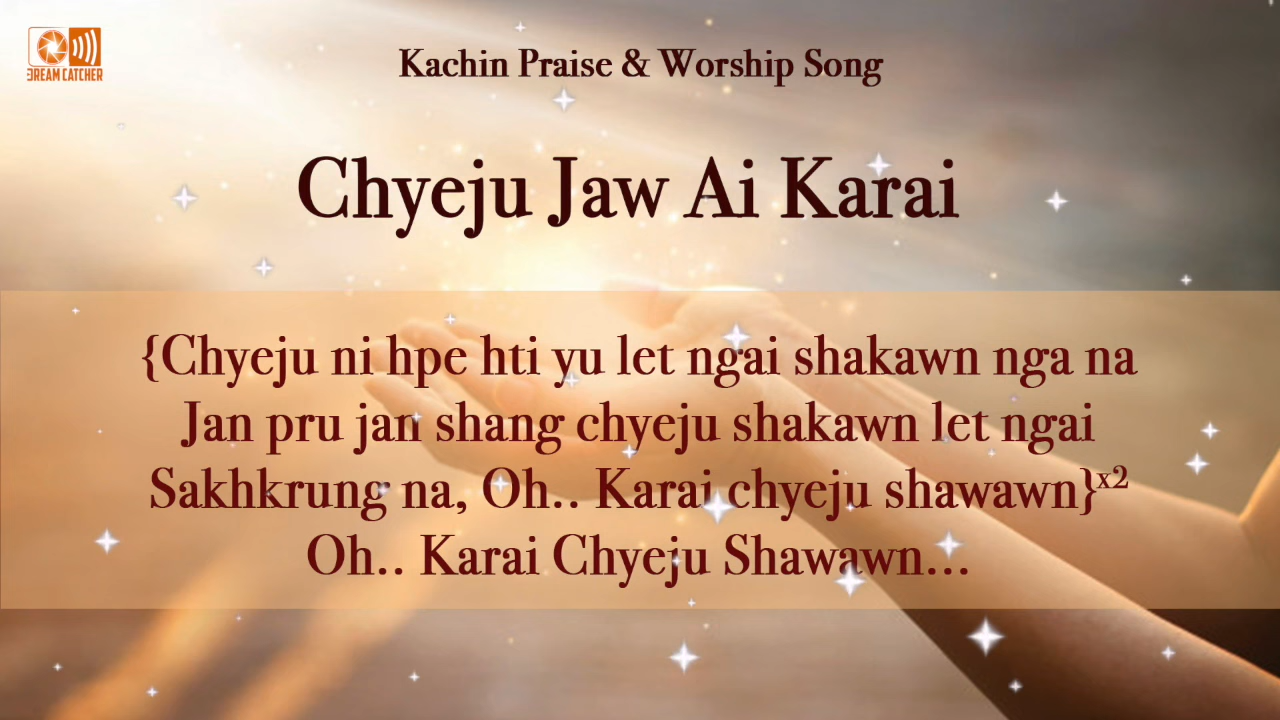 DREAM CATCHER
Kachin Praise & Worship Song
Chyeju Jaw Ai Karai
{Chyeju ni hpe hti yu let ngai shakawn nga na
Jan pru jan shang chyeju shakawn let ngai
Sakhkrung na, Oh.. Karai chyeju shawawn}x2
Oh.. Karai Chyeju Shawawn...